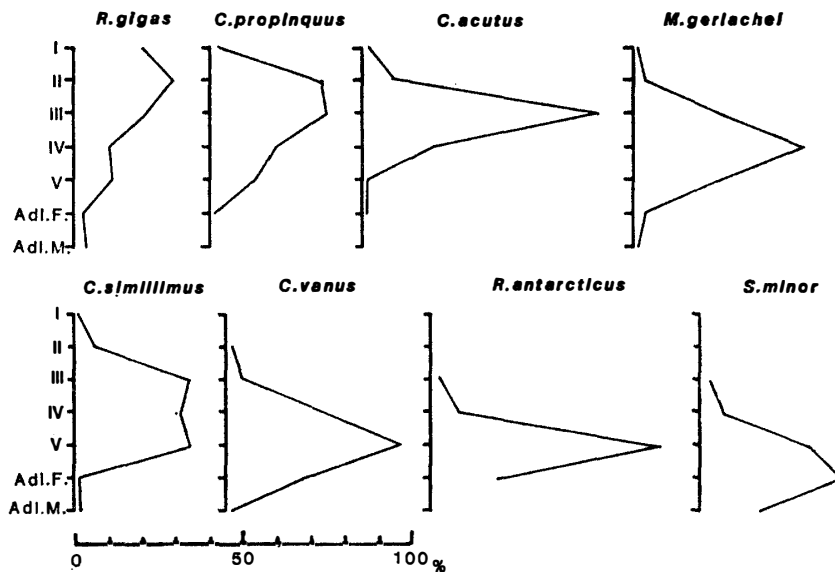 R.gigas C.propinquus C.acutus M.gerlachei
I
II
III
IV
V
Adl.F.
Adl.M.
C.simillimus C.vanus R.antarcticus S.minor
I
II
III
IV
V
Adl.F.
Adl.M.
0 50 100 %